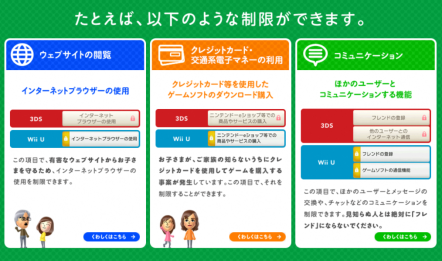 たとえば、以下のような制限ができます。
ウェブサイトの閲覧
インターネットブラウザーの使用
3DS
インターネット
ブラウザーの使用
Wii U
インターネットブラウザーの使用
この項目で、有害なウェブサイトからお子さ
まを守るため、インターネットブラウザーの
使用を制限できます。
くわしくはこちら
クレジットカード・
交通系電子マネーの利用
クレジットカード等を使用した
ゲームソフトのダウンロード購入
3DS
ニンテンドーeショップ等での
商品やサービスの購入
Wii U
ニンテンドーeショップ等での
商品やサービスの購入
お子さまが、ご家族の知らないうちにクレ
ジットカードを使用してゲームを購入する
事案が発生しています。この項目で、それを
制限することができます。
くわしくはこちら
コミュニケーション
ほかのユーザーと
コミュニケーションする機能
3DS
フレンドの登録
他のユーザーとの
インターネット通信
Wii U
フレンドの登録
ゲームソフトの通信機能
この項目で、ほかのユーザーとメッセージの
交換や、チャットなどのコミュニケーションを
制限できます。見知らぬ人とは絶対に「フレ
ンド」にならないでください。
くわしくはこちら